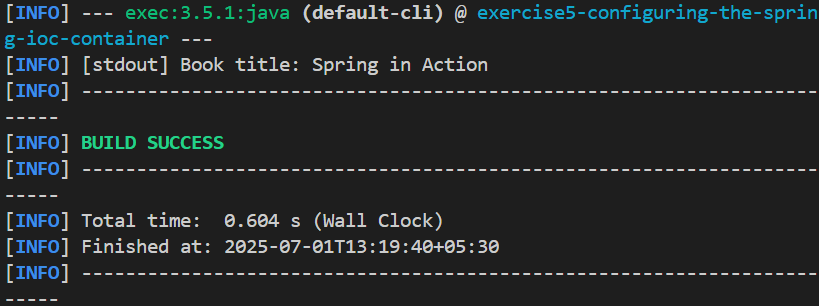 [INFO] --- exec:3.5.1:java (default-cli) @ exercise5-configuring-the-sprin
g-ioc-container ---
[INFO] [stdout] Book title: Spring in Action
[INFO] -------------------------------------------------------------------
-----
[INFO] BUILD SUCCESS
[INFO] -------------------------------------------------------------------
-----
[INFO] Total time:  0.604 s (Wall Clock)
[INFO] Finished at: 2025-07-01T13:19:40+05:30
[INFO] -------------------------------------------------------------------
-----